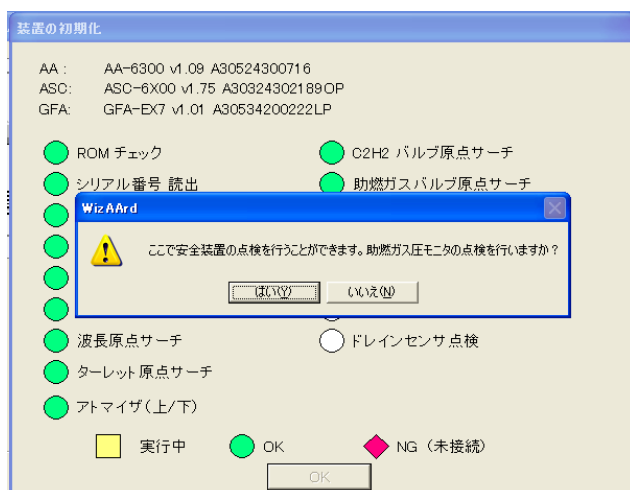 装置の初期化
AA : AA-6300 v1.09 A30524300716
ASC: ASC-6X00 v1.75 A30324302189OP
GFA: GFA-EX7 v1.01 A30534200222LP
ROM チェック
C2H2 バルブ原点サーチ
シリアル番号 読出
助燃ガスバルブ原点サーチ
WizAArd
ここで安全装置の点検を行うことができます。助燃ガス圧モニタの点検を行いますか?
はい(Y)
いいえ(N)
波長原点サーチ
ドレインセンサ点検
ターレット原点サーチ
アトマイザ(上/下)
実行中
OK
NG (未接続)
OK